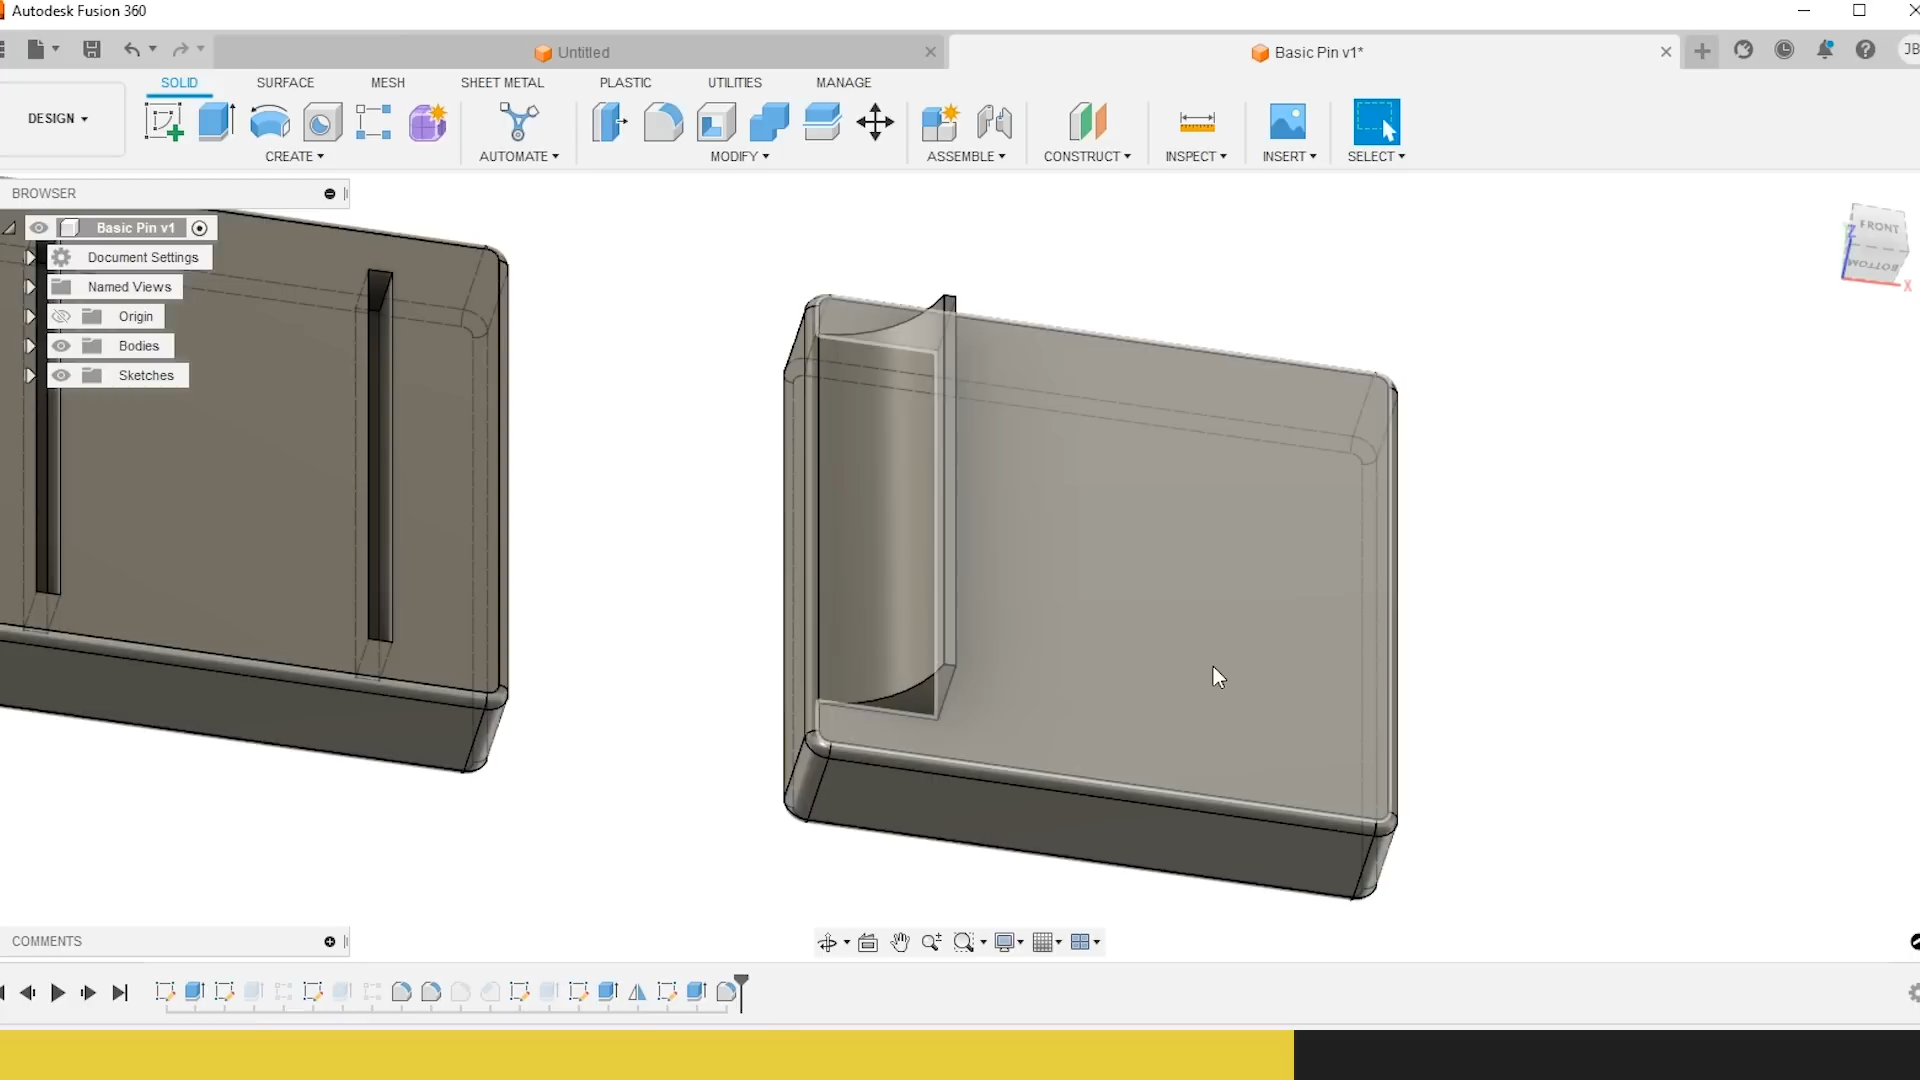 Autodesk Fusion 360
Untitled
Basic Pin v1*
JB
SOLID SURFACE MESH SHEET METAL PLASTIC UTILITIES MANAGE
DESIGN
CREATE AUTOMATE MODIFY ASSEMBLE CONSTRUCT INSPECT INSERT SELECT
BROWSER
Basic Pin v1
Document Settings
Named Views
Origin
Bodies
Sketches
FRONT
BOTTOM
Z
X
COMMENTS